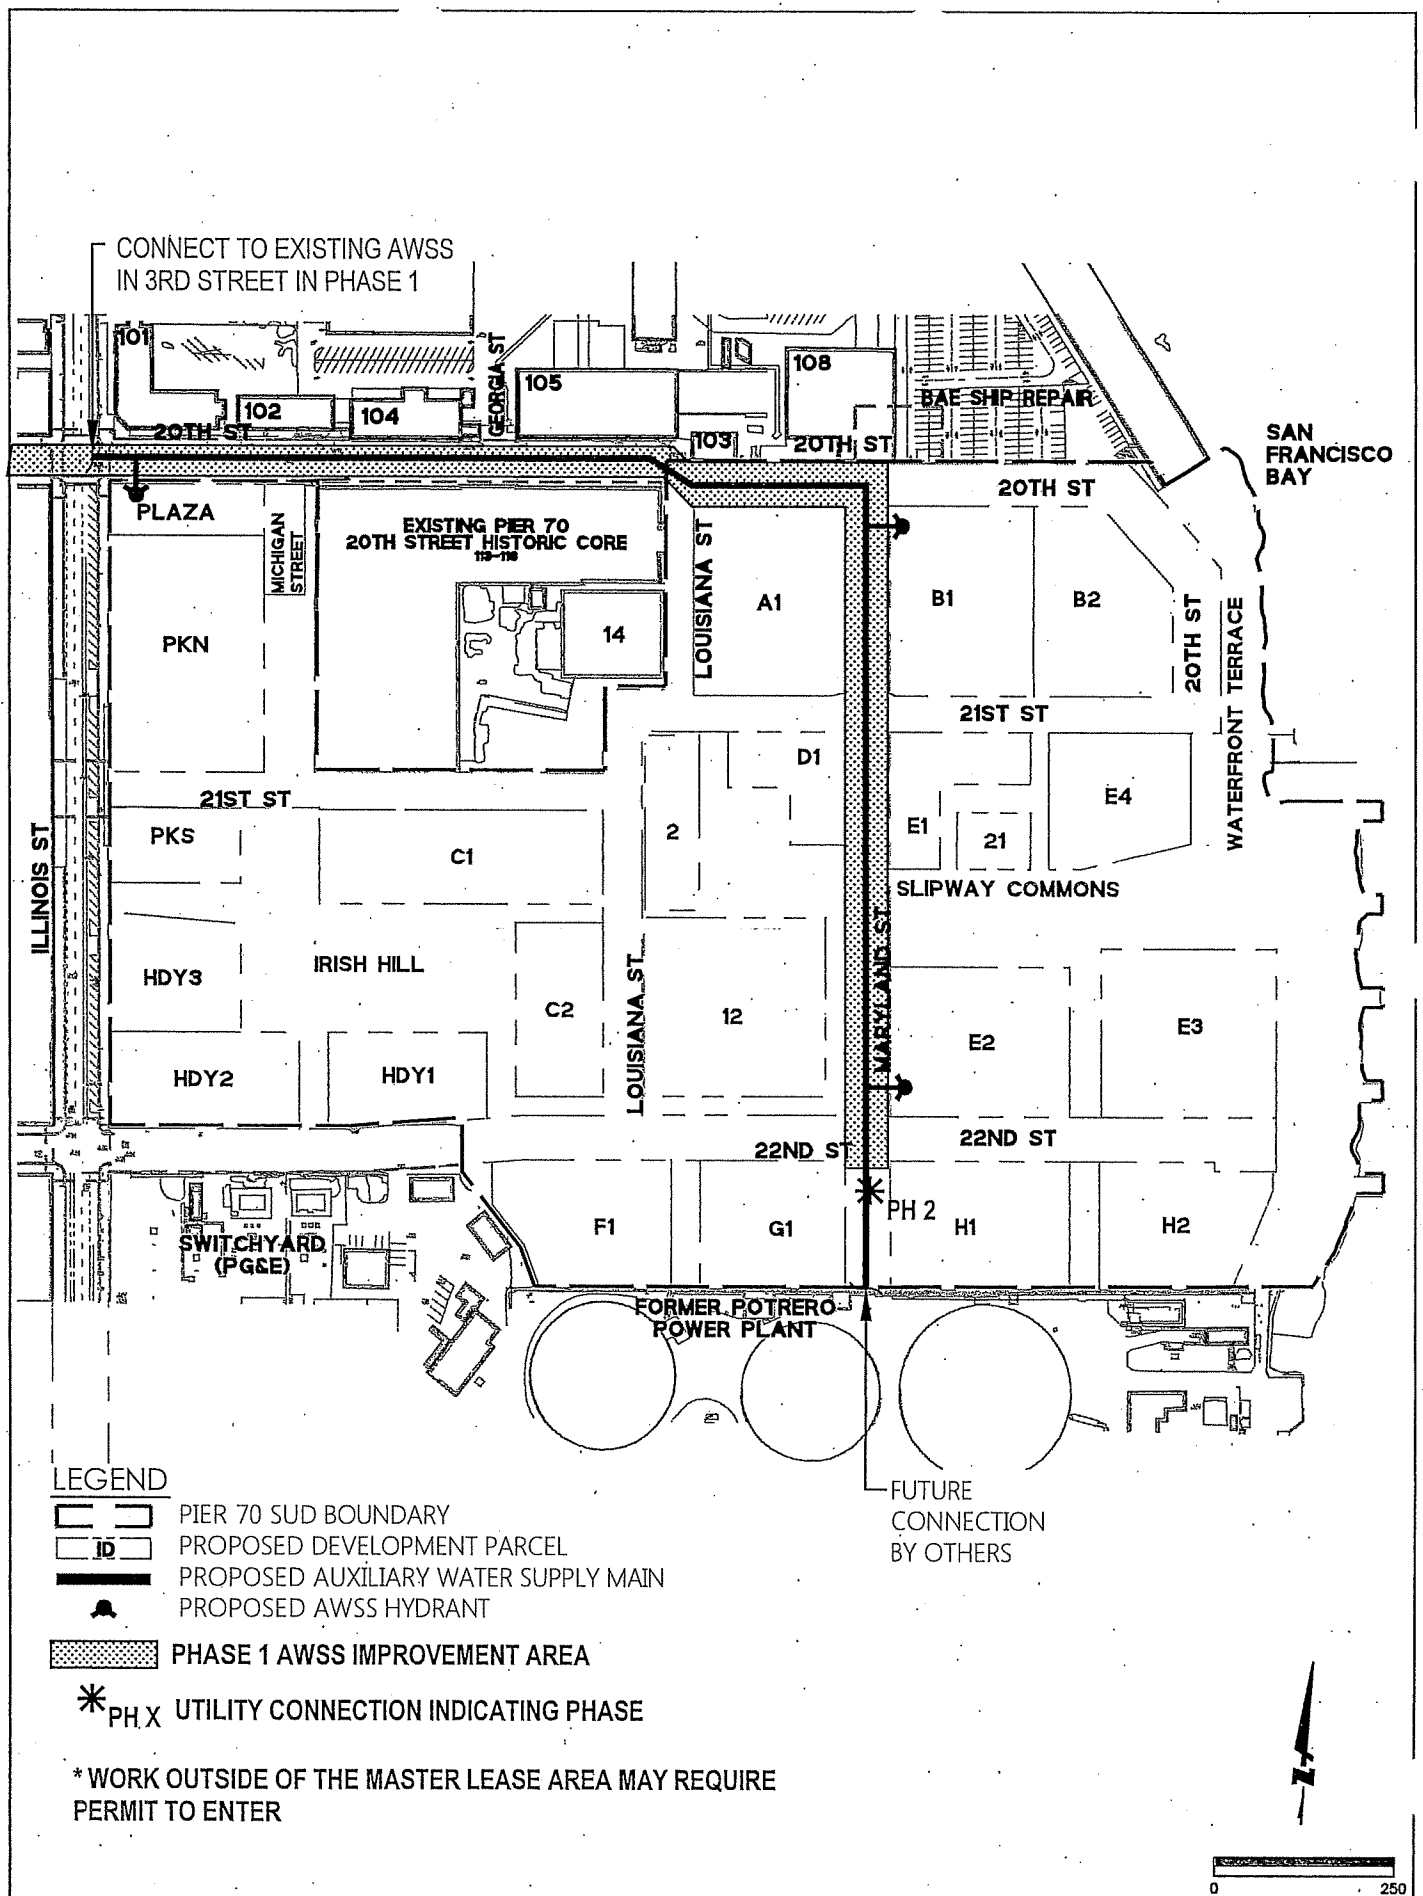 CONNECT TO EXISTING AWSS
IN 3RD STREET IN PHASE 1
101
102
104
GEORGIA ST
105
108
103
BAE SHIP REPAIR
20TH ST
20TH ST
SAN
FRANCISCO
BAY
20TH ST
PLAZA
MICHIGAN
STREET
EXISTING PIER 70
20TH STREET HISTORIC CORE
113-116
LOUISIANA ST
A1
B1
B2
14
PKN
20TH ST
WATERFRONT TERRACE
21ST ST
D1
21ST ST
E4
ILLINOIS ST
PKS
C1
2
E1
21
SLIPWAY COMMONS
HDY3
IRISH HILL
LOUISIANA ST
MARYLAND ST
C2
12
E2
E3
HDY2
HDY1
22ND ST
22ND ST
PH 2
F1
G1
H1
H2
SWITCHYARD
(PG&E)
FORMER POTRERO
POWER PLANT
FUTURE
CONNECTION
BY OTHERS
LEGEND
PIER 70 SUD BOUNDARY
ID PROPOSED DEVELOPMENT PARCEL
PROPOSED AUXILIARY WATER SUPPLY MAIN
PROPOSED AWSS HYDRANT
PHASE 1 AWSS IMPROVEMENT AREA
PH X UTILITY CONNECTION INDICATING PHASE
* WORK OUTSIDE OF THE MASTER LEASE AREA MAY REQUIRE
PERMIT TO ENTER
Z
0 250